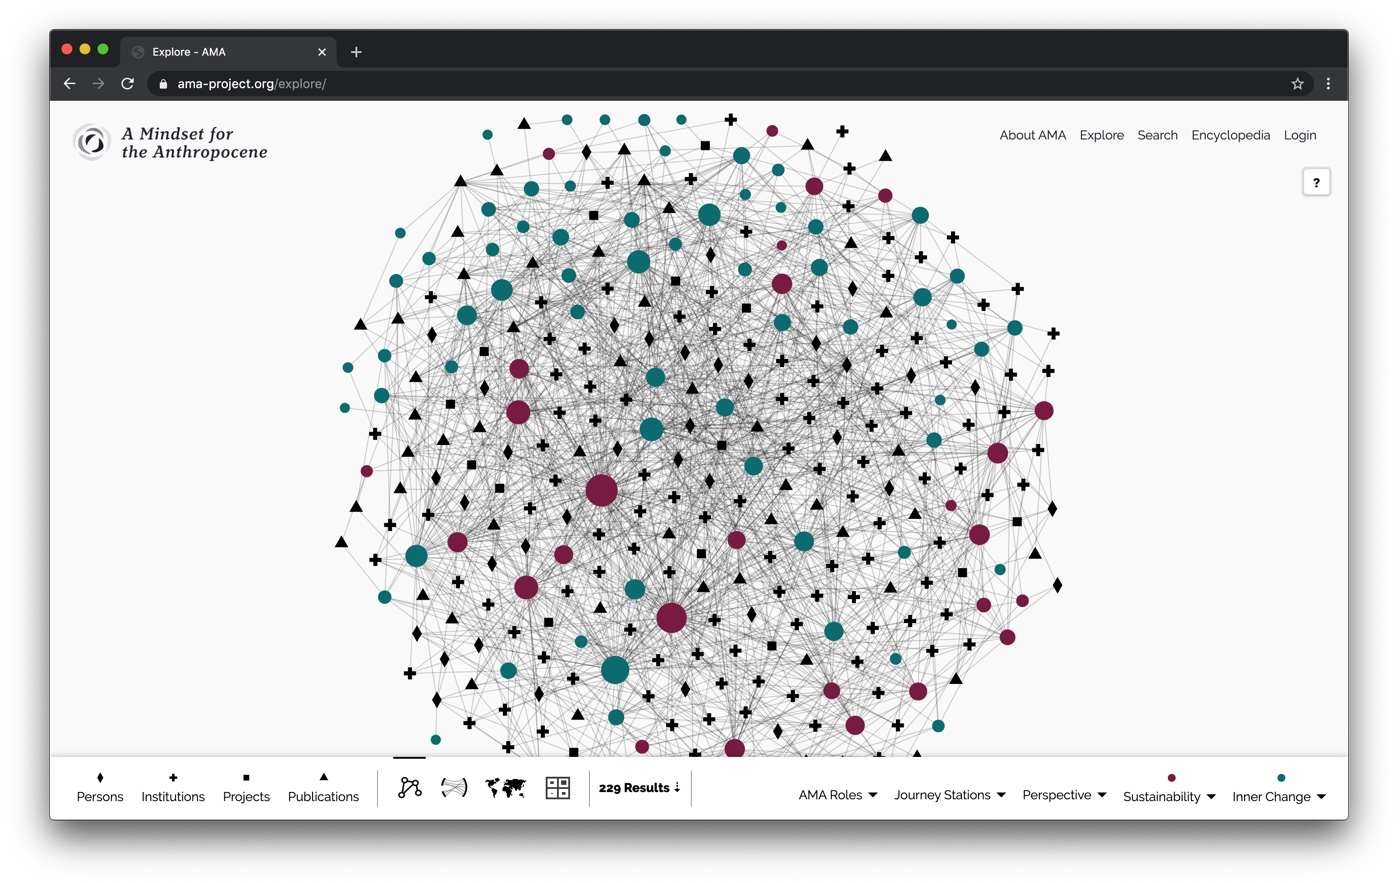 Explore - AMA
ama-project.org/explore/
A Mindset for
the Anthropocene
About AMA Explore Search Encyclopedia Login
?
Persons Institutions Projects Publications
229 Results
AMA Roles Journey Stations Perspective Sustainability Inner Change